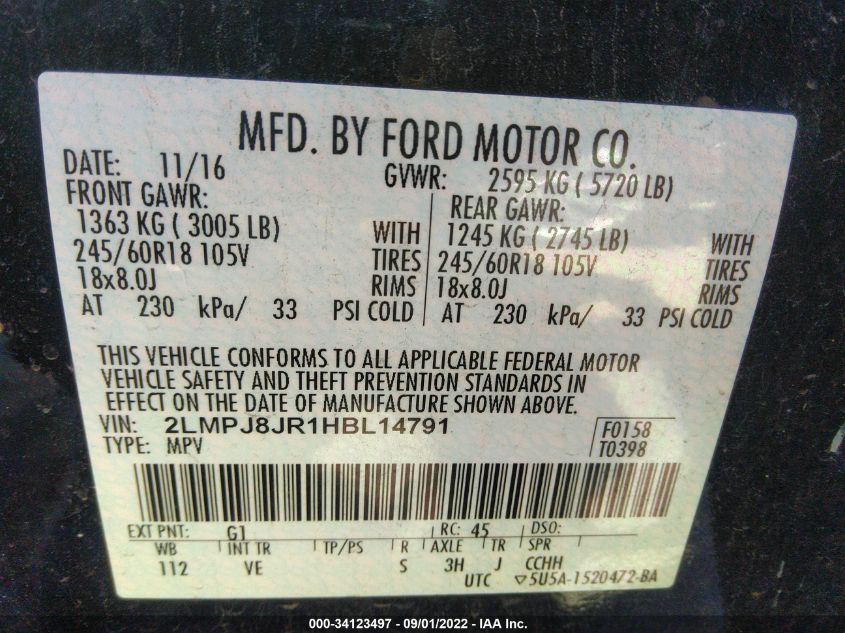 MFD. BY FORD MOTOR CO.
DATE: 11/16 GVWR: 2595 KG ( 5720 LB)
FRONT GAWR: REAR GAWR:
1363 KG ( 3005 LB) WITH 1245 KG ( 2745 LB) WITH
245/60R18 105V TIRES 245/60R18 105V TIRES
18x8.0J RIMS 18x8.0J RIMS
AT 230 kPa/ 33 PSI COLD AT 230 kPa/ 33 PSI COLD
THIS VEHICLE CONFORMS TO ALL APPLICABLE FEDERAL MOTOR
VEHICLE SAFETY AND THEFT PREVENTION STANDARDS IN
EFFECT ON THE DATE OF MANUFACTURE SHOWN ABOVE.
VIN: 2LMPJ8JR1HBL14791 F0158
TYPE: MPV T0398
EXT PNT: G1 RC: 45 DSO:
WB INT TR TP/PS R AXLE TR SPR
112 VE S 3H J CCHH
UTC ▽5U5A-1520472-BA
000-34123497 - 09/01/2022 - IAA Inc.